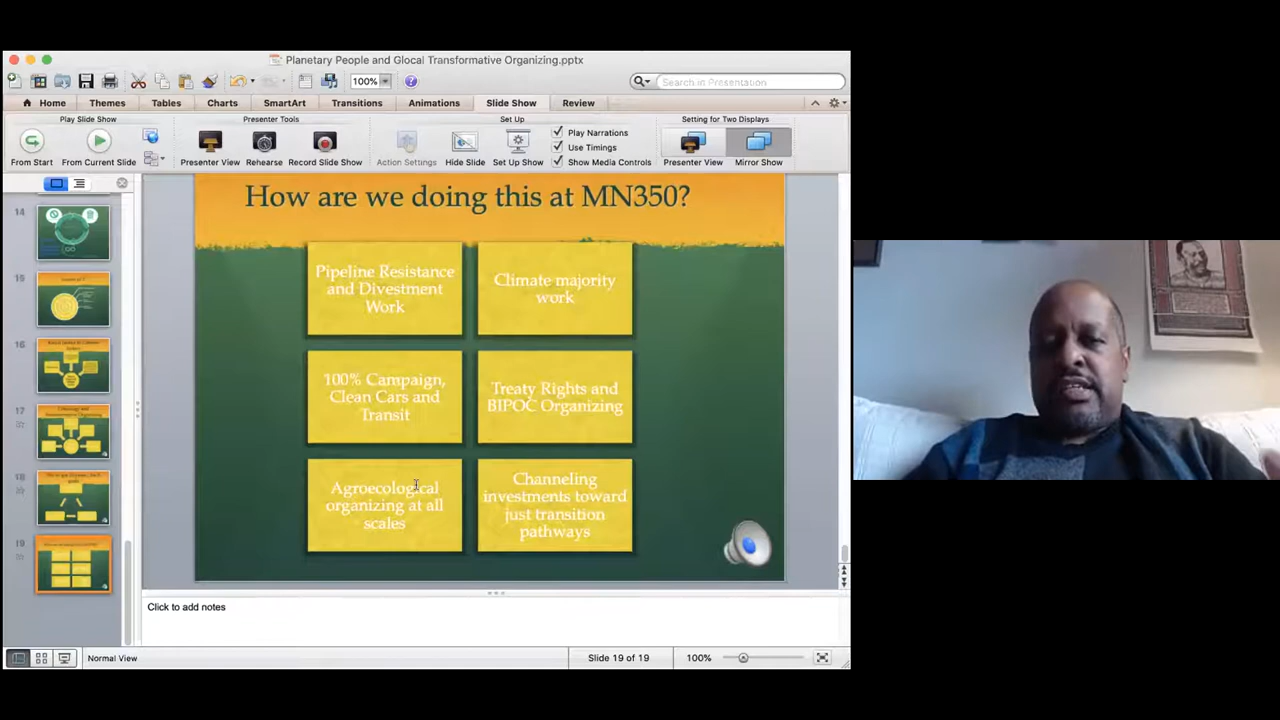 Planetary People and Glocal Transformative Organizing.pptx
100%
Search in Presentation
Home
Themes
Tables
Charts
SmartArt
Transitions
Animations
Slide Show
Review
Play Slide Show
Presenter Tools
Set Up
Setting for Two Displays
From Start
From Current Slide
Presenter View
Rehearse
Record Slide Show
Action Settings
Hide Slide
Set Up Show
Play Narrations
Use Timings
Show Media Controls
Presenter View
Mirror Show
14
15
16
17
18
19
How are we doing this at MN350?
Pipeline Resistance
and Divestment
Work
Climate majority
work
100% Campaign,
Clean Cars and
Transit
Treaty Rights and
BIPOC Organizing
Agroecological
organizing at all
scales
Channeling
investments toward
just transition
pathways
Click to add notes
Normal View
Slide 19 of 19
100%